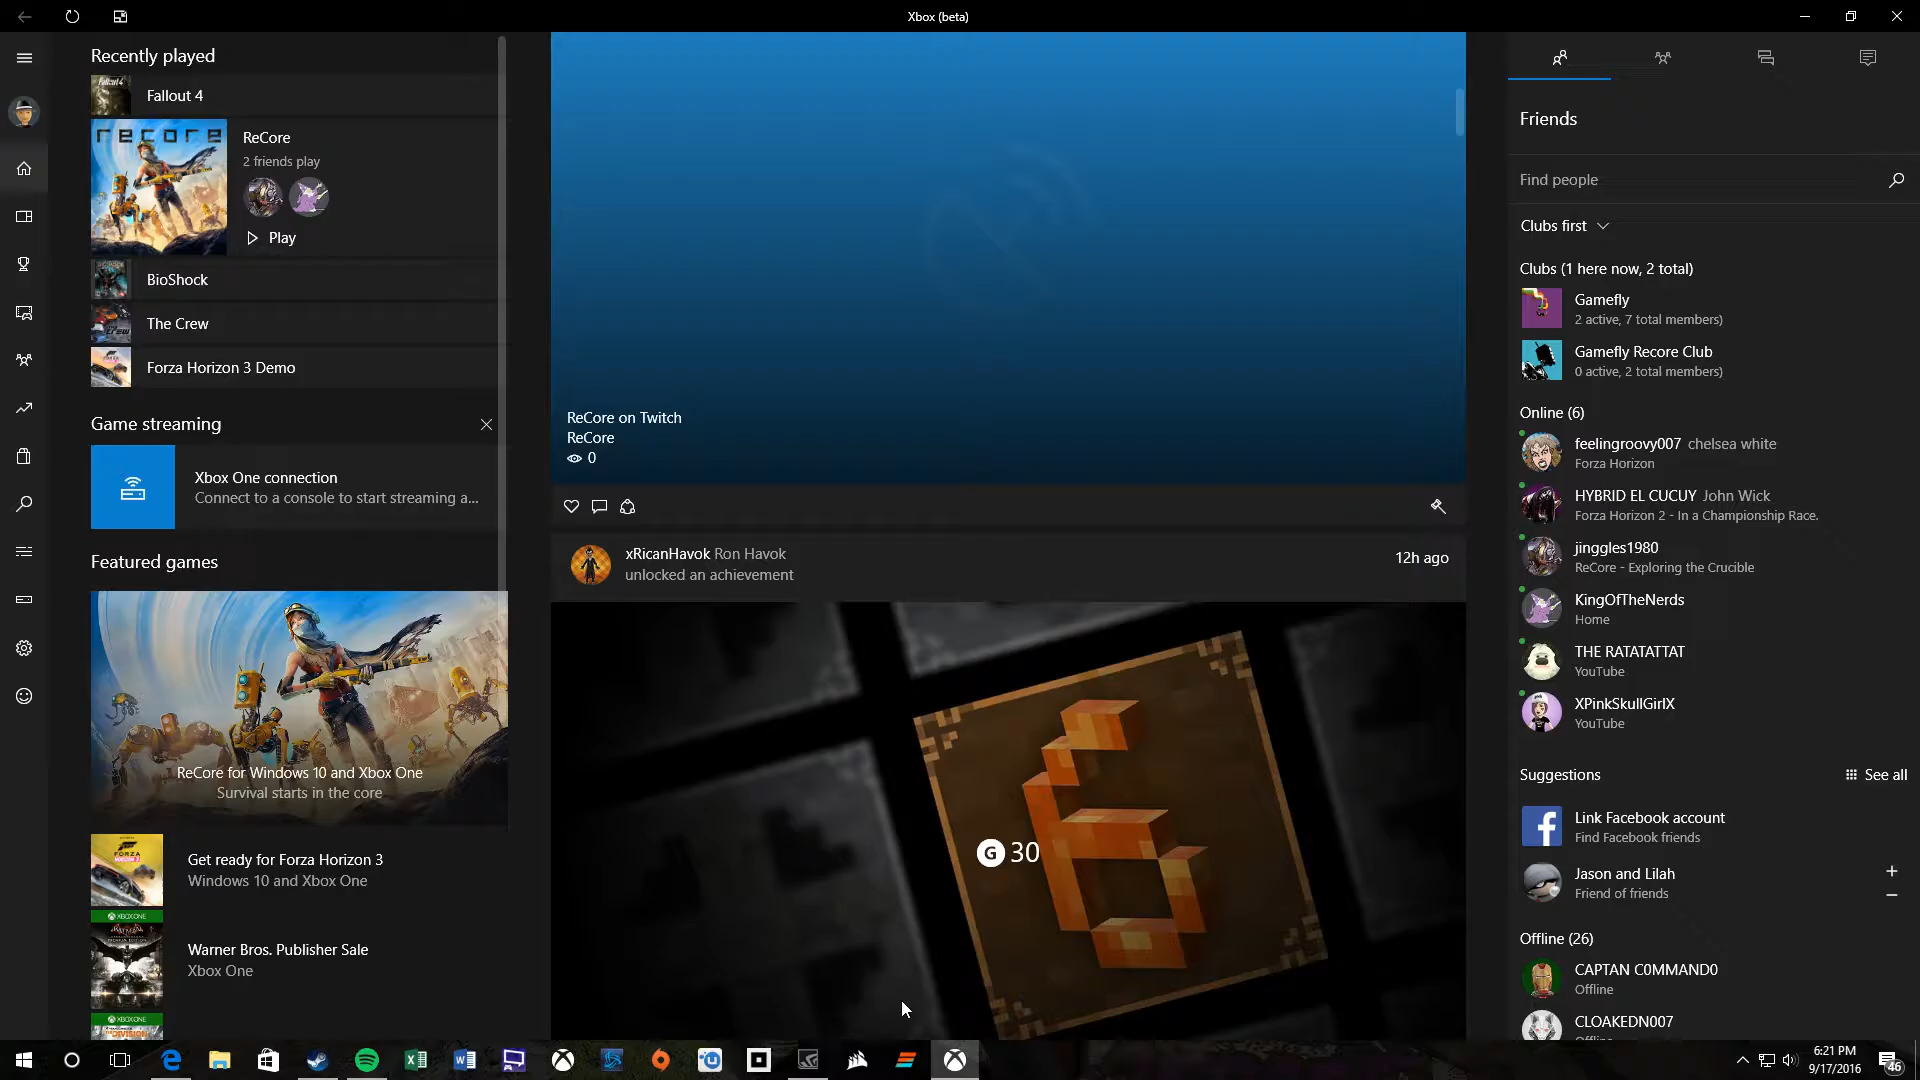 Xbox (beta)
Recently played
Fallout 4
recore
ReCore
2 friends play
Play
BioShock
The Crew
Forza Horizon 3 Demo
Game streaming
Xbox One connection
Connect to a console to start streaming a...
Featured games
ReCore for Windows 10 and Xbox One
Survival starts in the core
Get ready for Forza Horizon 3
Windows 10 and Xbox One
XBOX ONE
Warner Bros. Publisher Sale
Xbox One
XBOX ONE
ReCore on Twitch
ReCore
0
xRicanHavok Ron Havok
unlocked an achievement
12h ago
G 30
Friends
Find people
Clubs first
Clubs (1 here now, 2 total)
Gamefly
2 active, 7 total members)
Gamefly Recore Club
0 active, 2 total members)
Online (6)
feelingroovy007 chelsea white
Forza Horizon
HYBRID EL CUCUY John Wick
Forza Horizon 2 - In a Championship Race.
jinggles1980
ReCore - Exploring the Crucible
KingOfTheNerds
Home
THE RATATATTAT
YouTube
XPinkSkullGirlX
YouTube
Suggestions
See all
Link Facebook account
Find Facebook friends
Jason and Lilah
Friend of friends
Offline (26)
CAPTAN C0MMAND0
Offline
CLOAKEDN007
Offline
6:21 PM
9/17/2016
46